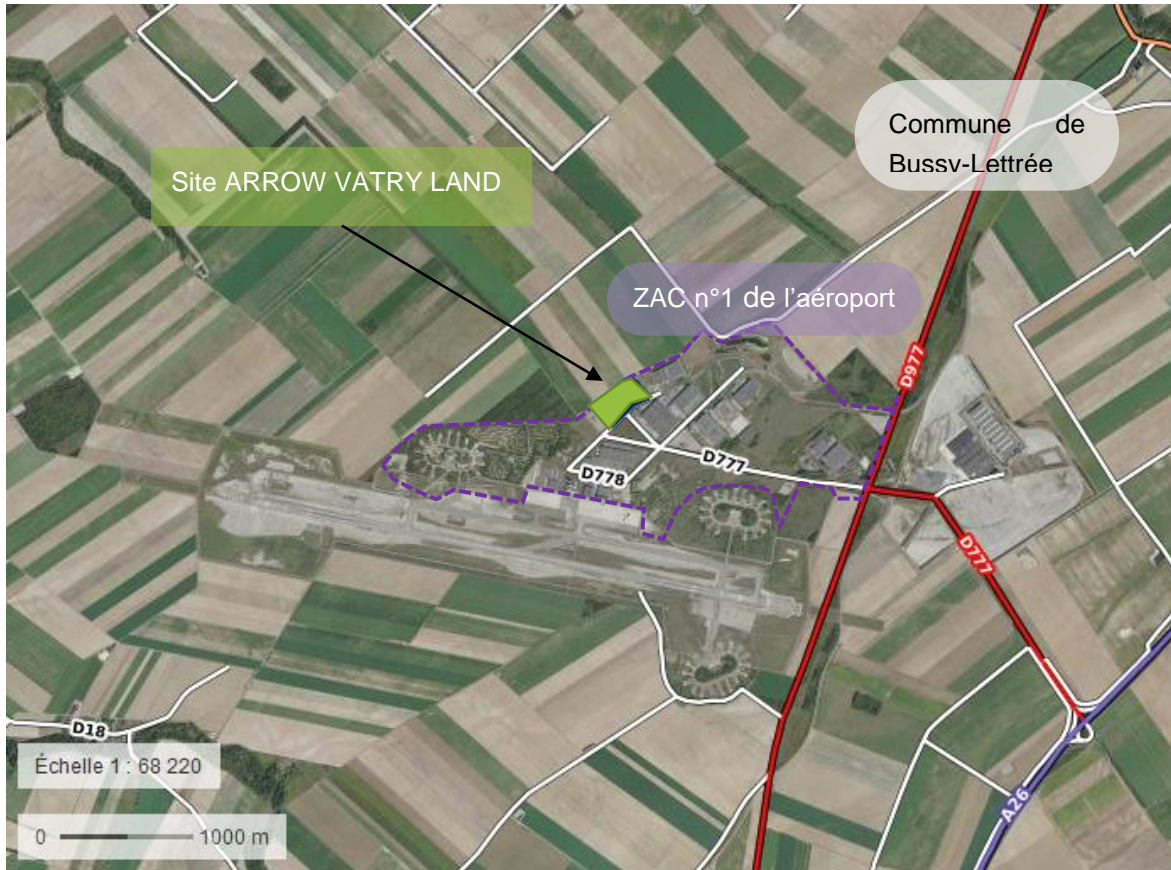 Commune de
Bussy-Lettrée
Site ARROW VATRY LAND
ZAC n°1 de l'aéroport
D977
D777
D778
D777
D18
Échelle 1 : 68 220
A26
0 1000 m